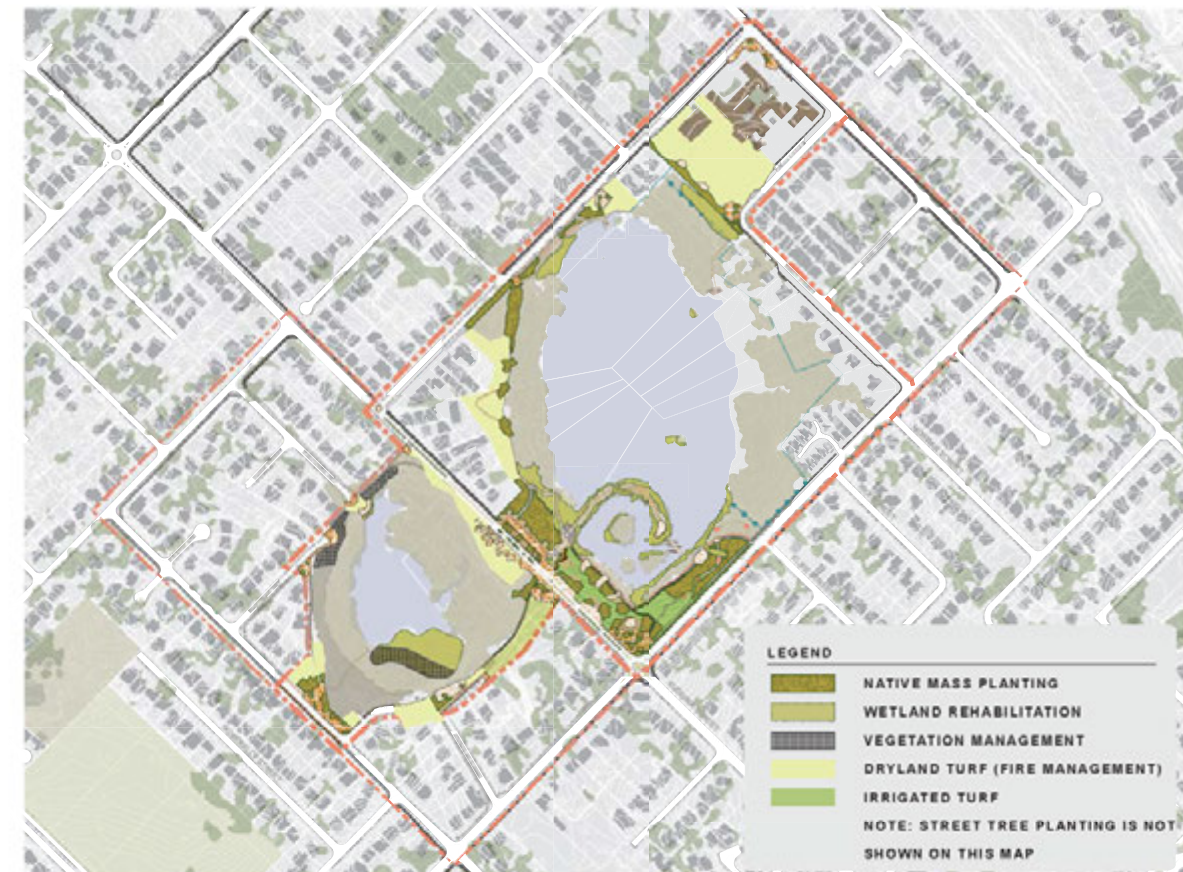 LEGEND
NATIVE MASS PLANTING
WETLAND REHABILITATION
VEGETATION MANAGEMENT
DRYLAND TURF (FIRE MANAGEMENT)
IRRIGATED TURF
NOTE: STREET TREE PLANTING IS NOT
SHOWN ON THIS MAP